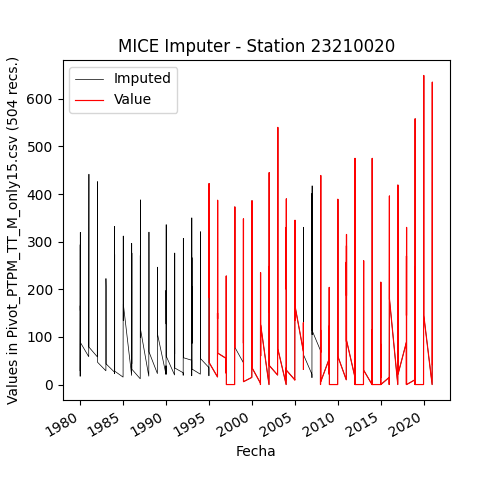 MICE Imputer - Station 23210020
Imputed
Value
Values in Pivot_PTPM_TT_M_only15.csv (504 recs.)
600
500
400
300
200
100
0
1980 1985 1990 1995 2000 2005 2010 2015 2020
Fecha